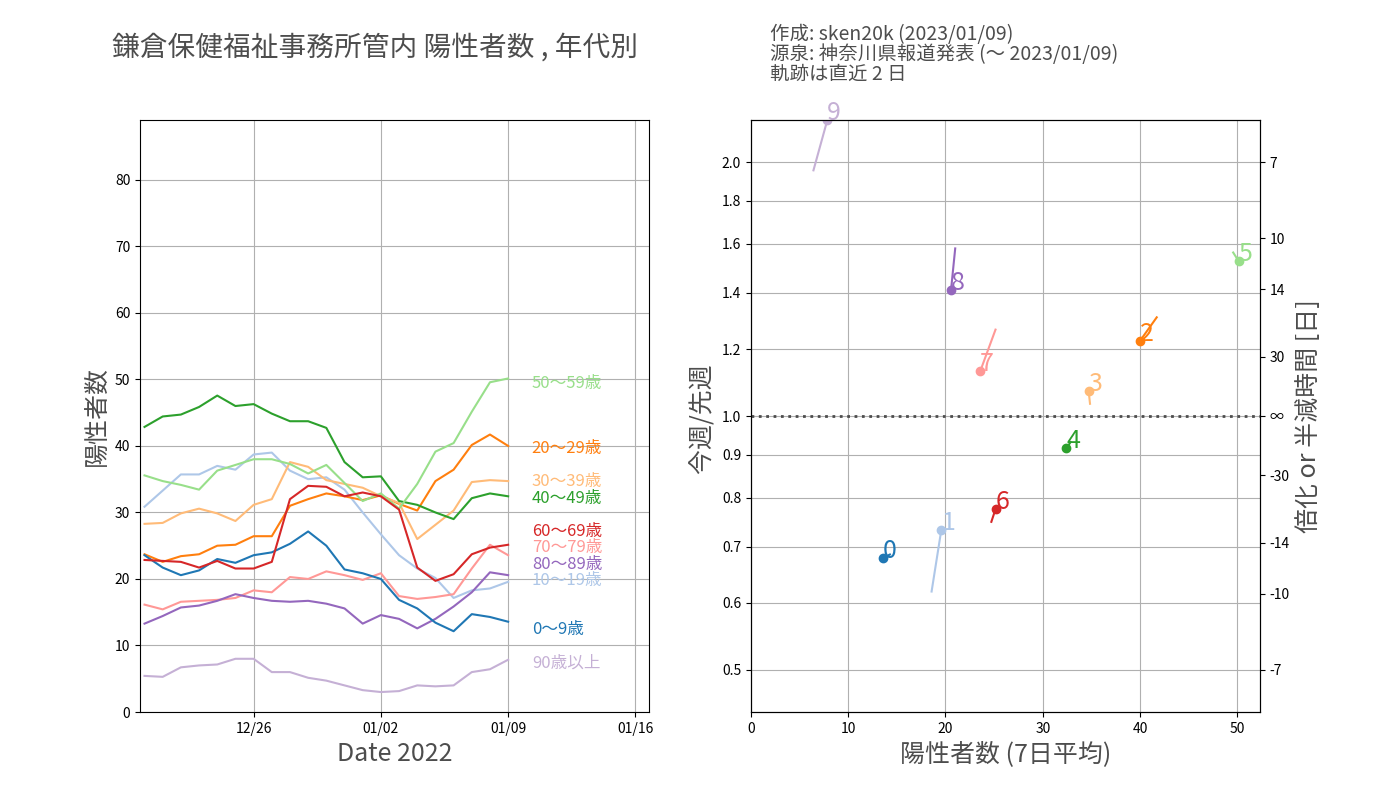 鎌倉保健福祉事務所管内 陽性者数 , 年代別
作成: sken20k (2023/01/09)
源泉: 神奈川県報道発表 (〜 2023/01/09)
軌跡は直近 2 日
陽性者数
80
70
60
50
40
30
20
10
0
12/26
01/02
01/09
01/16
Date 2022
50〜59歳
20〜29歳
30〜39歳
40〜49歳
60〜69歳
70〜79歳
80〜89歳
10〜19歳
0〜9歳
90歳以上
今週/先週
2.0
1.8
1.6
1.4
1.2
1.0
0.9
0.8
0.7
0.6
0.5
0
10
20
30
40
50
陽性者数 (7日平均)
9
5
8
2
7
3
4
6
1
0
7
10
14
30
∞
-30
-14
-10
-7
倍化 or 半減時間 [日]